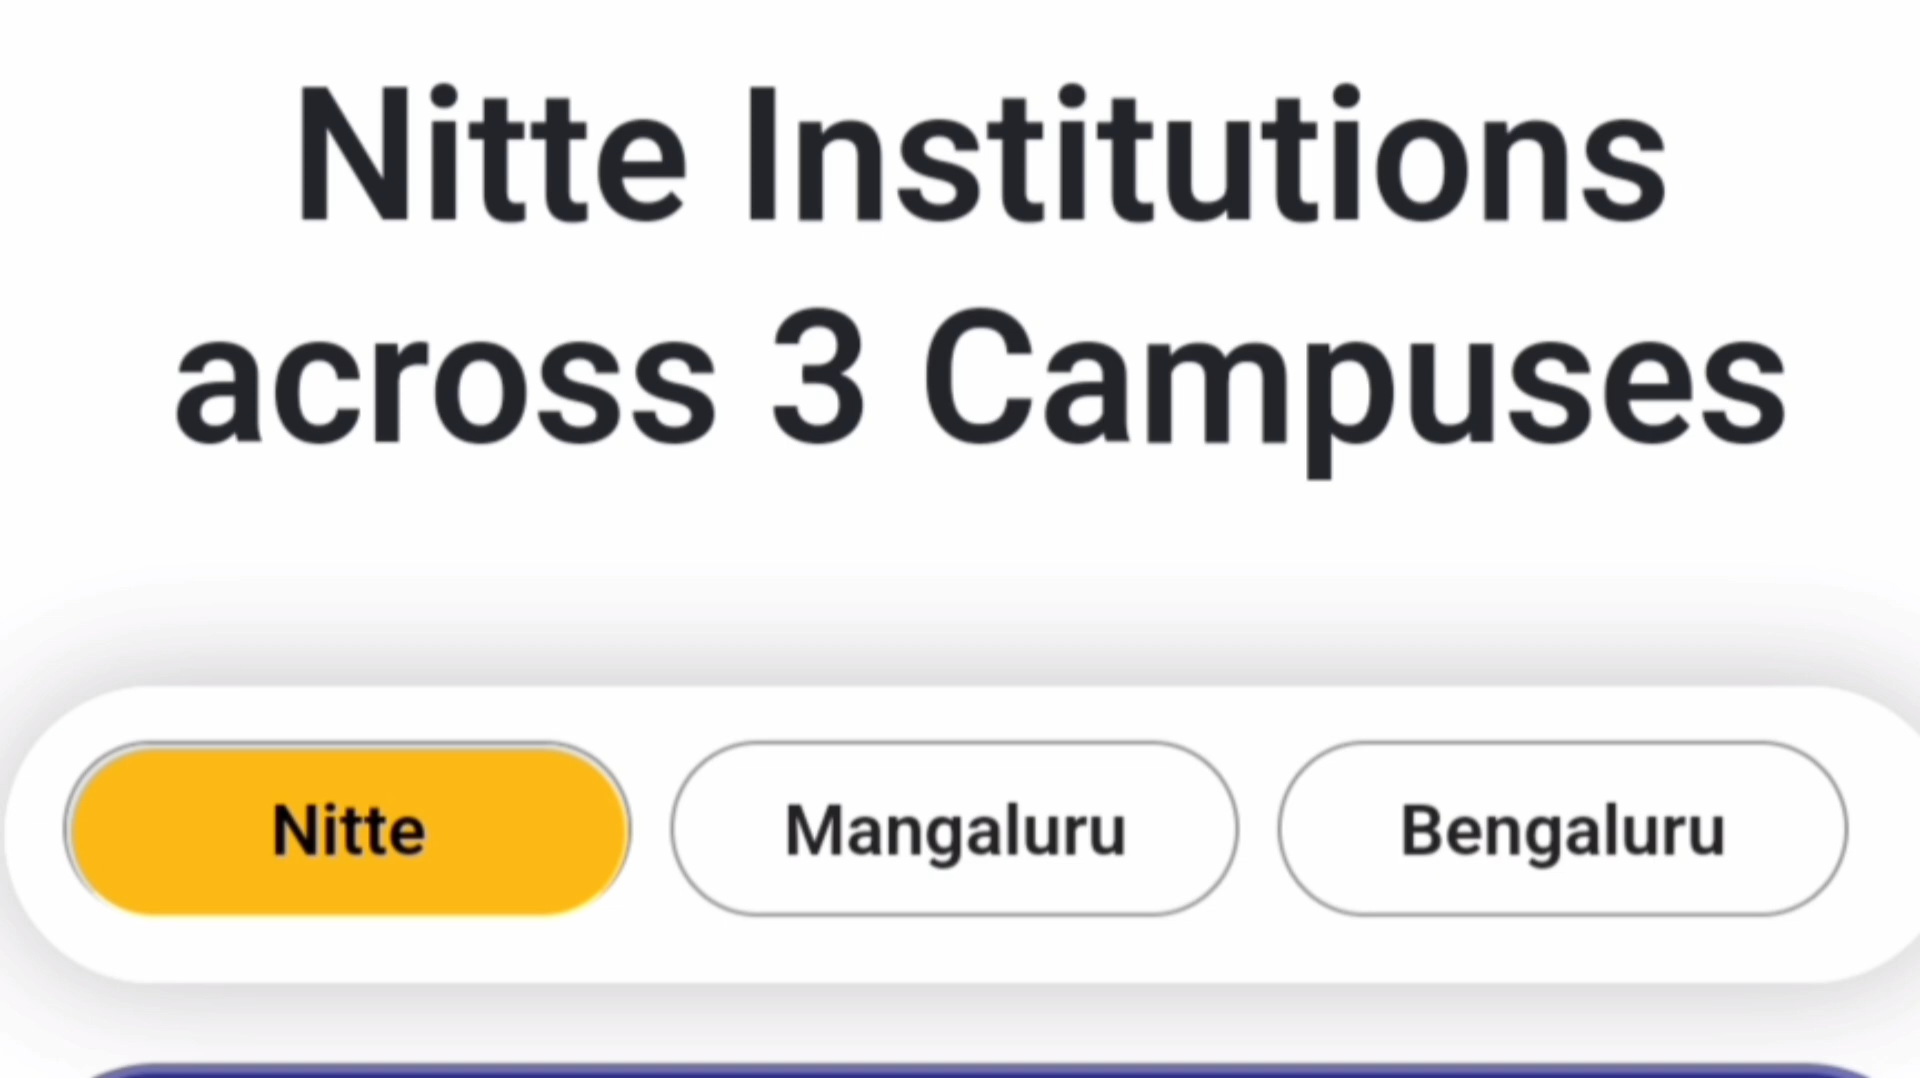 Nitte Institutions
across 3 Campuses
Nitte
Mangaluru
Bengaluru